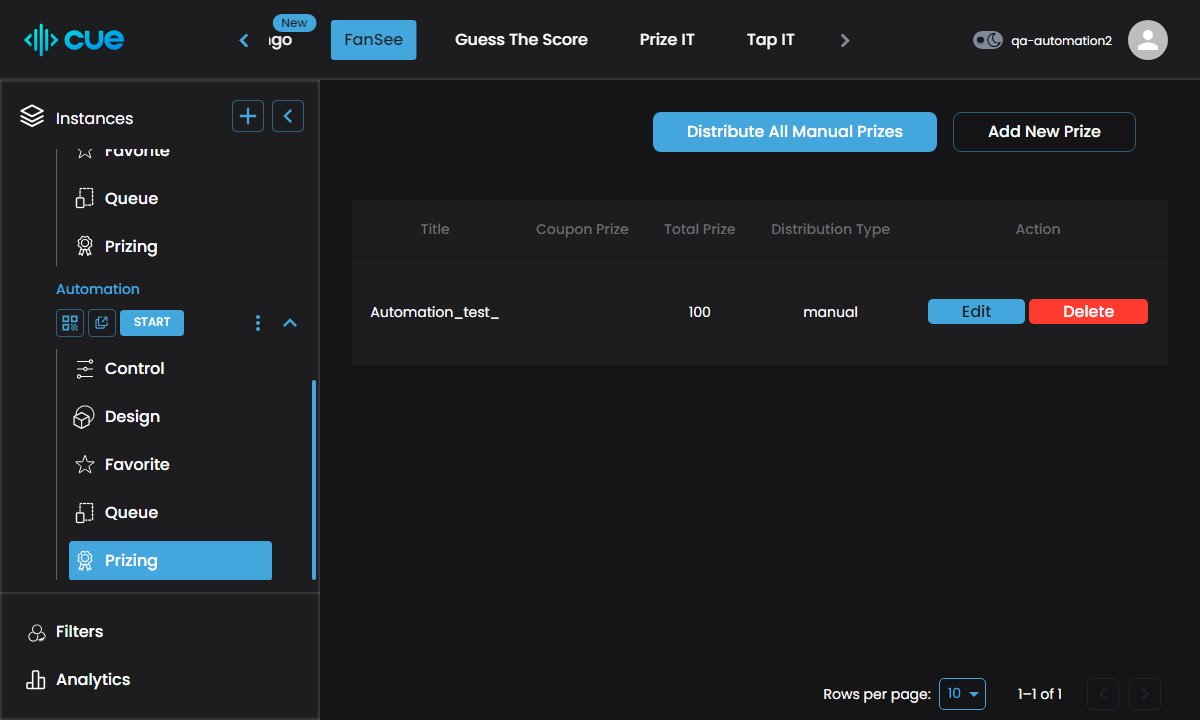 cue
New
FanSee
Guess The Score
Prize IT
Tap IT
qa-automation2
Instances
Favorite
Queue
Prizing
Automation
START
Control
Design
Favorite
Queue
Prizing
Filters
Analytics
Distribute All Manual Prizes
Add New Prize
Title Coupon Prize Total Prize Distribution Type Action
Automation_test_ 100 manual Edit Delete
Rows per page: 10 1–1 of 1